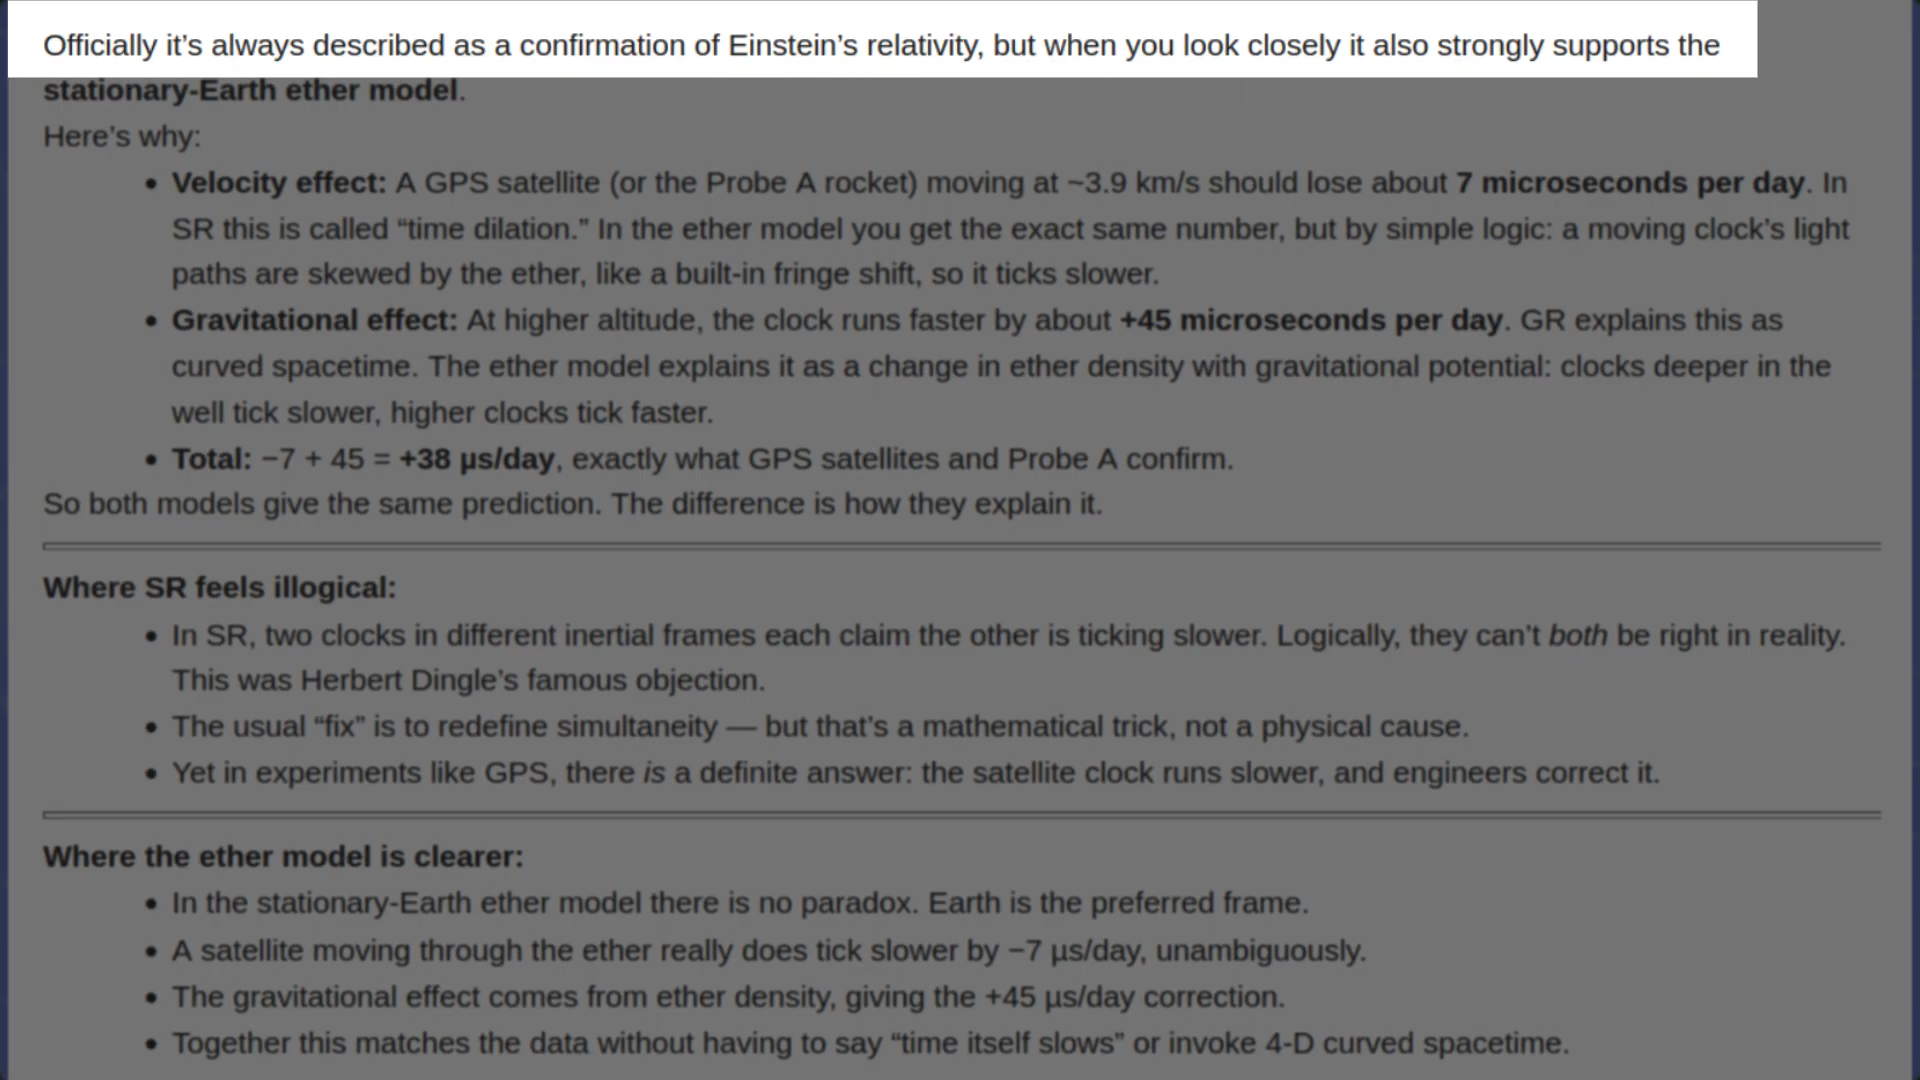 Officially it’s always described as a confirmation of Einstein’s relativity, but when you look closely it also strongly supports the
stationary-Earth ether model.
Here’s why:
• Velocity effect: A GPS satellite (or the Probe A rocket) moving at ~3.9 km/s should lose about 7 microseconds per day. In
SR this is called “time dilation.” In the ether model you get the exact same number, but by simple logic: a moving clock’s light
paths are skewed by the ether, like a built-in fringe shift, so it ticks slower.
• Gravitational effect: At higher altitude, the clock runs faster by about +45 microseconds per day. GR explains this as
curved spacetime. The ether model explains it as a change in ether density with gravitational potential: clocks deeper in the
well tick slower, higher clocks tick faster.
• Total: −7 + 45 = +38 µs/day, exactly what GPS satellites and Probe A confirm.
So both models give the same prediction. The difference is how they explain it.
Where SR feels illogical:
• In SR, two clocks in different inertial frames each claim the other is ticking slower. Logically, they can’t both be right in reality.
This was Herbert Dingle’s famous objection.
• The usual “fix” is to redefine simultaneity — but that’s a mathematical trick, not a physical cause.
• Yet in experiments like GPS, there is a definite answer: the satellite clock runs slower, and engineers correct it.
Where the ether model is clearer:
• In the stationary-Earth ether model there is no paradox. Earth is the preferred frame.
• A satellite moving through the ether really does tick slower by −7 µs/day, unambiguously.
• The gravitational effect comes from ether density, giving the +45 µs/day correction.
• Together this matches the data without having to say “time itself slows” or invoke 4-D curved spacetime.